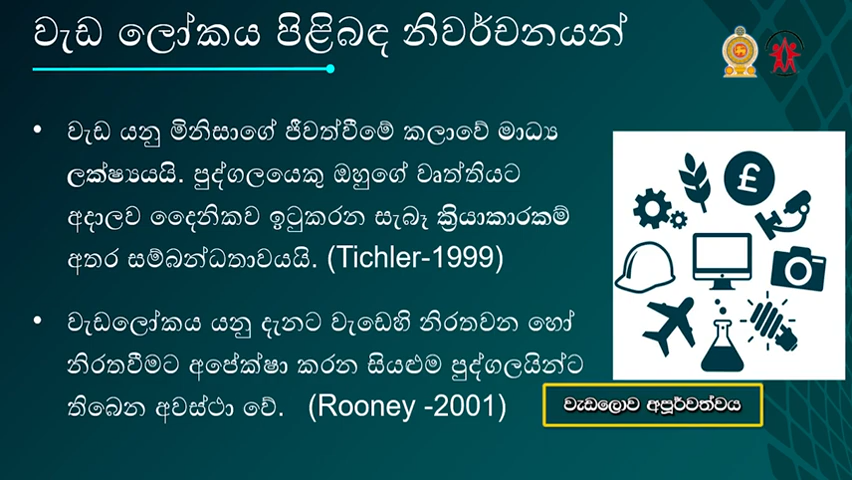 වැඩ ලෝකය පිළිබඳ නිවර්චනයන්
• වැඩ යනු මිනිසාගේ ජීවත්වීමේ කලාවේ මාධ්‍ය
ලක්ෂ්‍යයයි. පුද්ගලයෙකු ඔහුගේ වෘත්තියට
අදාලව දෛනිකව ඉටුකරන සැබෑ ක්‍රියාකාරකම්
අතර සම්බන්ධතාවයයි. (Tichler-1999)
• වැඩලෝකය යනු දැනට වැඩෙහි නිරතවන හෝ
නිරතවීමට අපේක්ෂා කරන සියළුම පුද්ගලයින්ට
තිබෙන අවස්ථා වේ. (Rooney -2001)
වැඩලොව අපූර්වත්වය